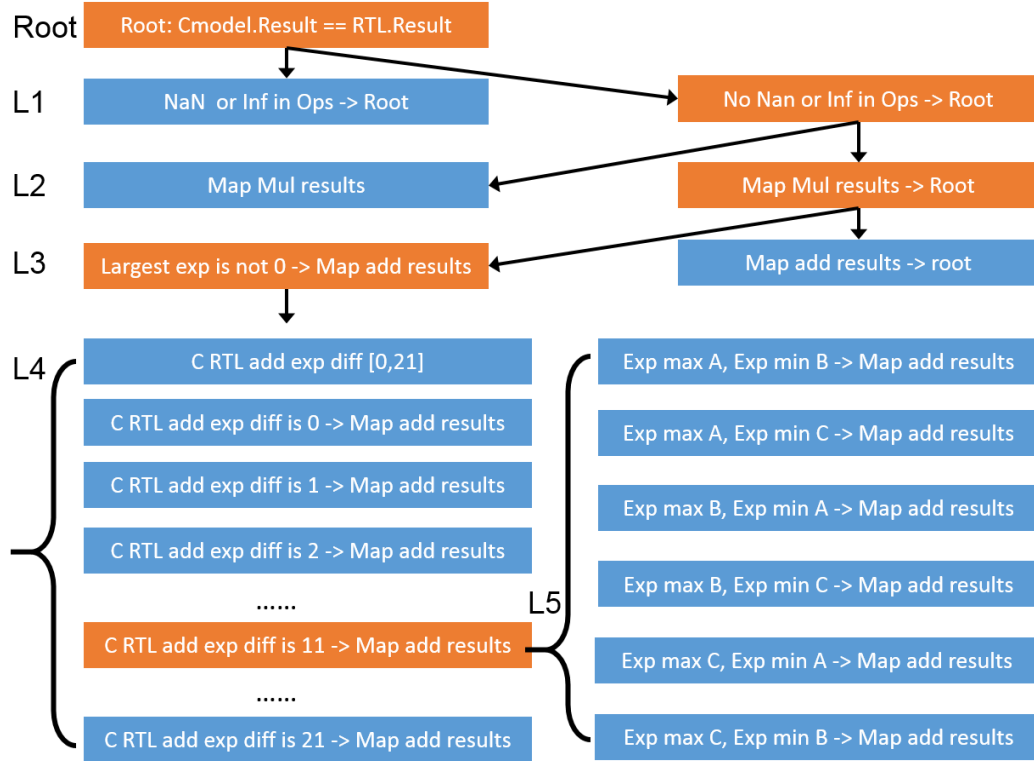 Root
Root: Cmodel.Result == RTL.Result
L1
NaN or Inf in Ops -> Root
No Nan or Inf in Ops -> Root
L2
Map Mul results
Map Mul results -> Root
L3
Largest exp is not 0 -> Map add results
Map add results -> root
L4
C RTL add exp diff [0,21]
C RTL add exp diff is 0 -> Map add results
C RTL add exp diff is 1 -> Map add results
C RTL add exp diff is 2 -> Map add results
......
C RTL add exp diff is 11 -> Map add results
......
C RTL add exp diff is 21 -> Map add results
L5
Exp max A, Exp min B -> Map add results
Exp max A, Exp min C -> Map add results
Exp max B, Exp min A -> Map add results
Exp max B, Exp min C -> Map add results
Exp max C, Exp min A -> Map add results
Exp max C, Exp min B -> Map add results